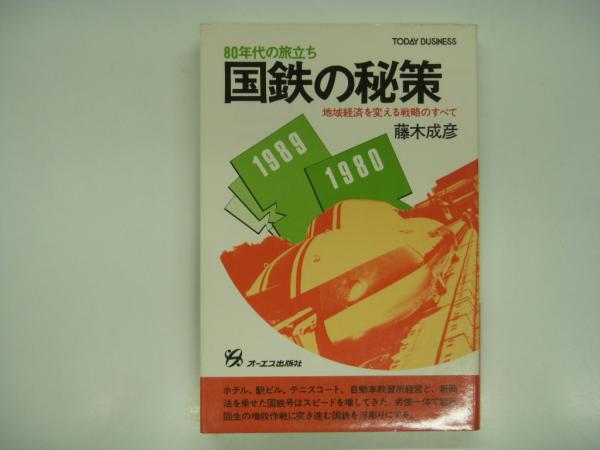 TODAY BUSINESS
80年代の旅立ち
国鉄の秘策
地域経済を変える戦略のすべて
藤木成彦
1989
1980
オーエス出版社
ホテル、駅ビル、テニスコート、自動車教習所経営と、新商
法を乗せた国鉄号はスピードを増してきた。労使一体で起死
回生の増収作戦に突き進む国鉄を浮彫りにする。